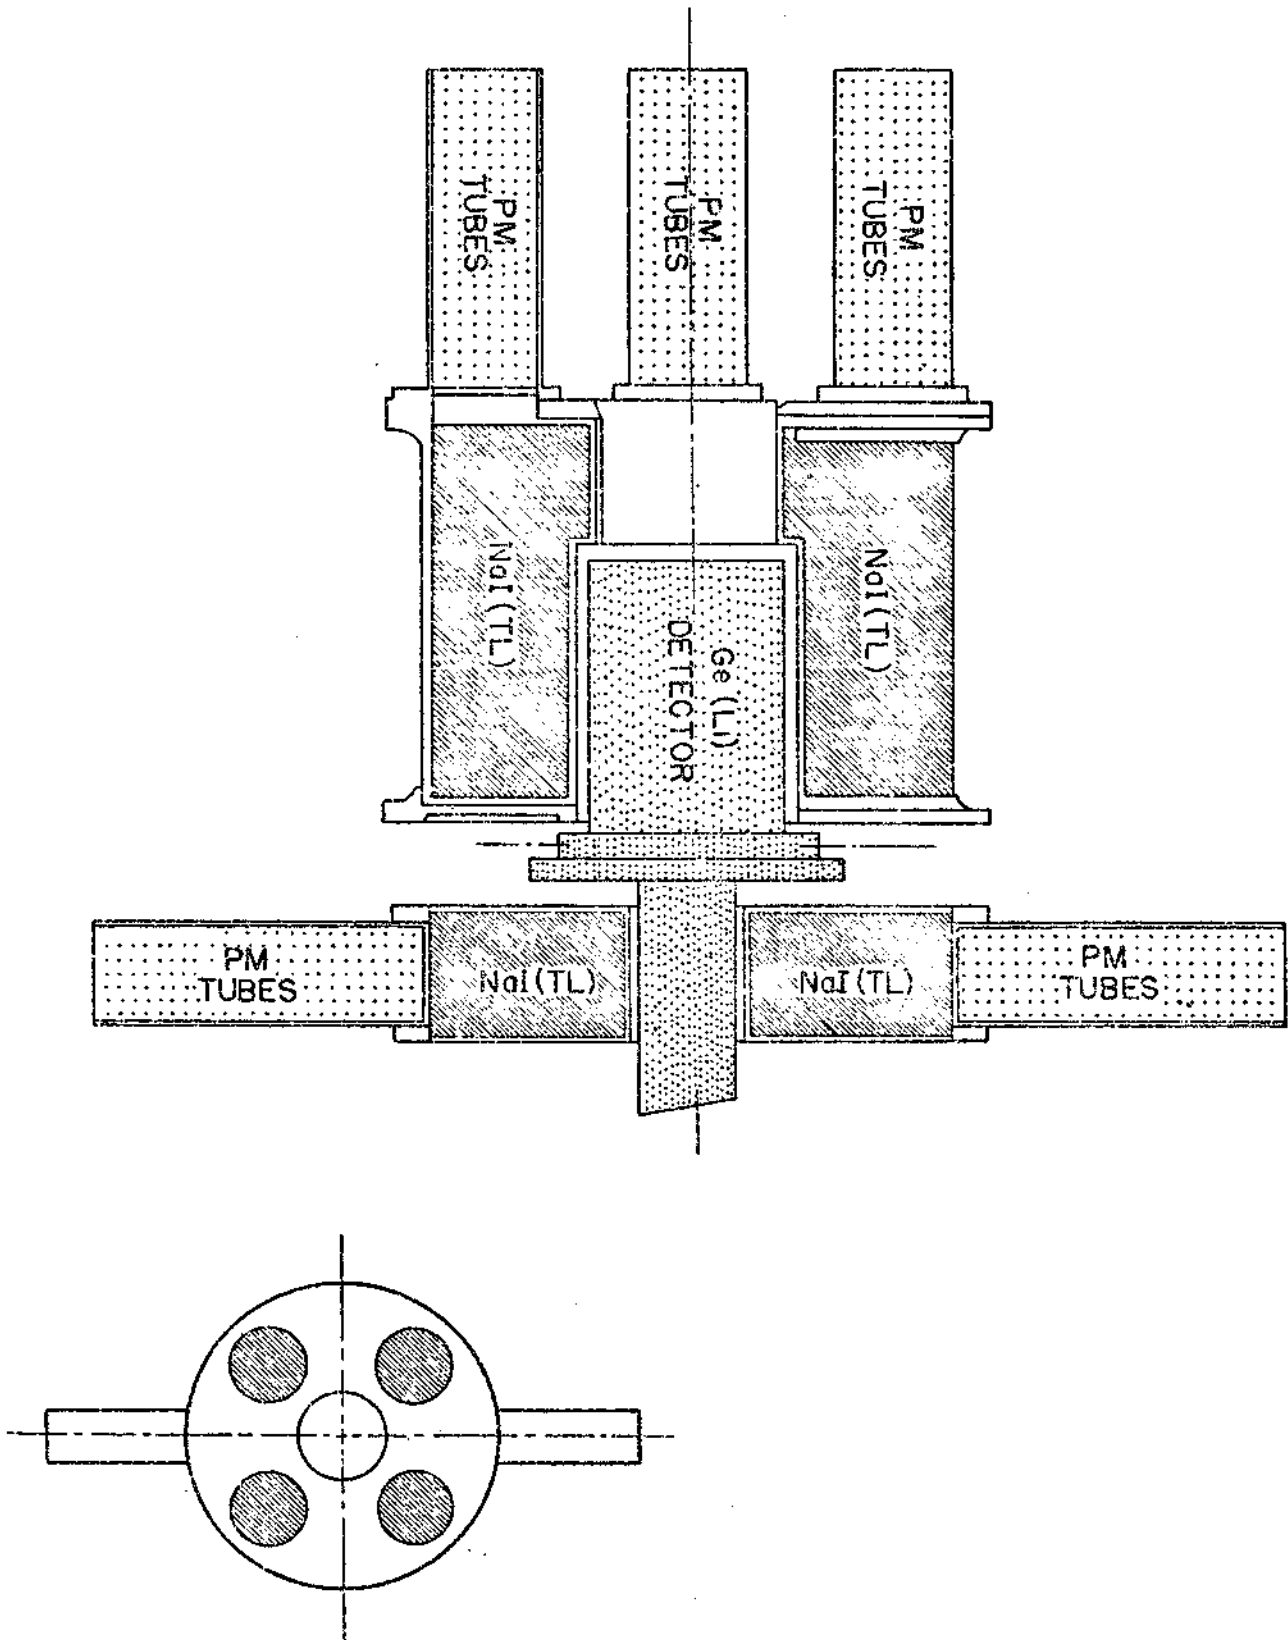 PM
TUBES
PM
TUBES
PM
TUBES
NaI(TL)
NaI(TL)
Ge(Li)
DETECTOR
PM
TUBES
NaI(TL)
NaI(TL)
PM
TUBES